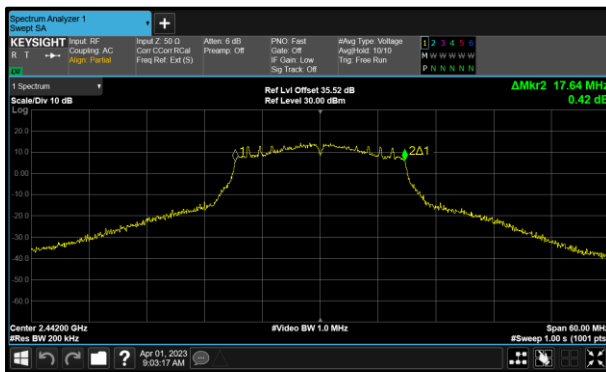 Spectrum Analyzer 1
Swept SA
KEYSIGHT
R T
Input: RF
Coupling: AC
Align: Partial
Input Z: 50 Ω
Corr CCorr RCal
Freq Ref: Ext (S)
Atten: 6 dB
Preamp: Off
PNO: Fast
Gate: Off
IF Gain: Low
Sig Track: Off
#Avg Type: Voltage
Avg|Hold: 10/10
Trig: Free Run
1 2 3 4 5 6
M W W W W W
P N N N N N
1 Spectrum
Scale/Div 10 dB
Ref Lvl Offset 35.52 dB
Ref Level 30.00 dBm
ΔMkr2 17.64 MHz
0.42 dB
Log
20.0
10.0
0.00
-10.0
-20.0
-30.0
-40.0
-50.0
-60.0
1
2Δ1
Center 2.44200 GHz
#Res BW 200 kHz
#Video BW 1.0 MHz
Span 60.00 MHz
#Sweep 1.00 s (1001 pts)
?
Apr 01, 2023
9:03:17 AM